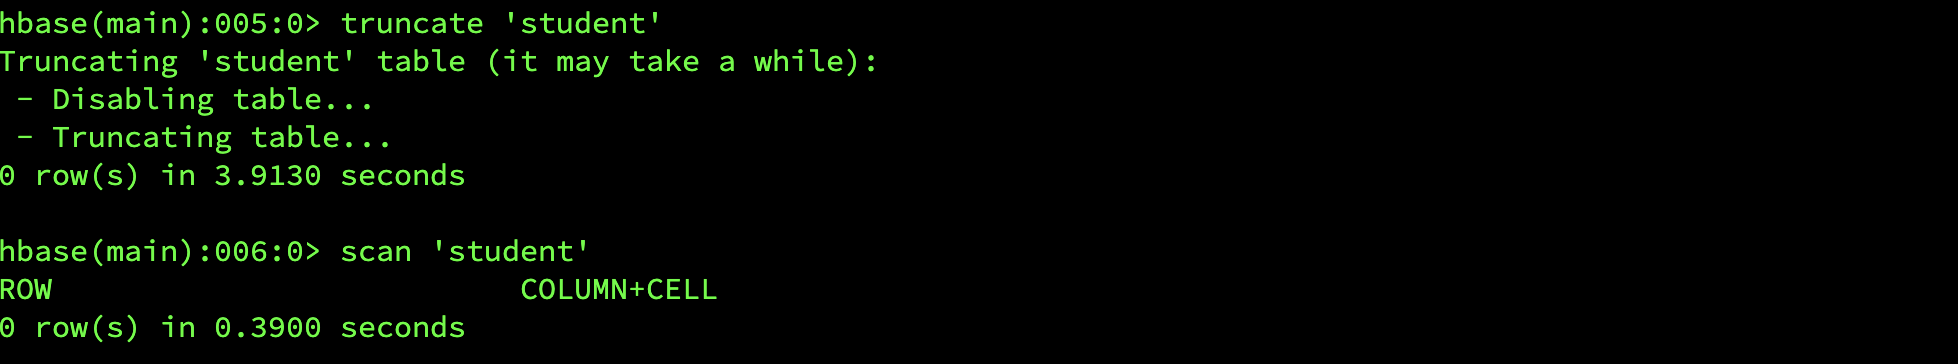 hbase(main):005:0> truncate 'student'
Truncating 'student' table (it may take a while):
 - Disabling table...
 - Truncating table...
0 row(s) in 3.9130 seconds
hbase(main):006:0> scan 'student'
ROW                          COLUMN+CELL
0 row(s) in 0.3900 seconds